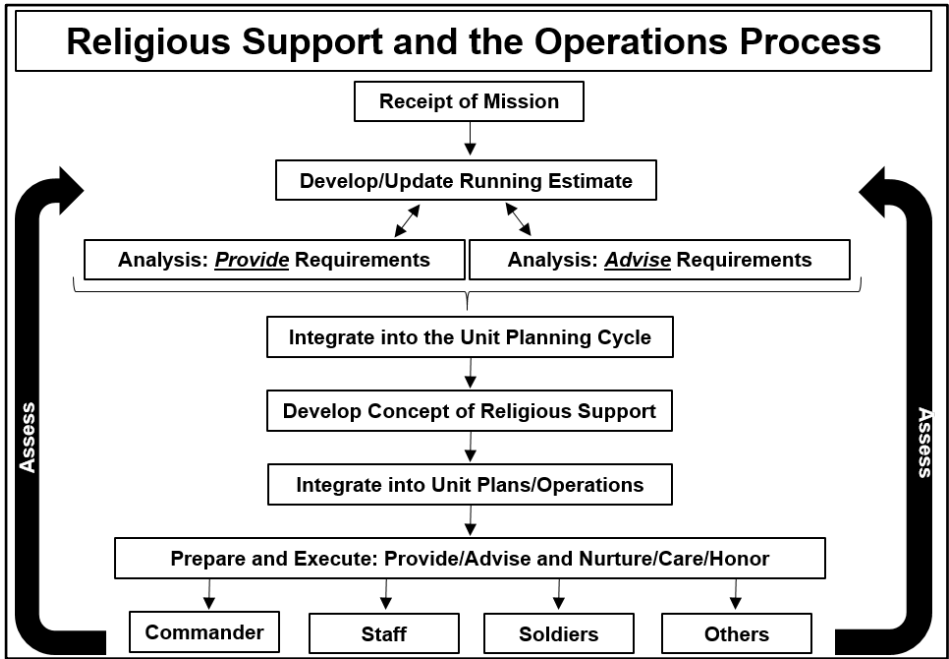 Religious Support and the Operations Process
Receipt of Mission
Develop/Update Running Estimate
Analysis: Provide Requirements
Analysis: Advise Requirements
Integrate into the Unit Planning Cycle
Develop Concept of Religious Support
Integrate into Unit Plans/Operations
Prepare and Execute: Provide/Advise and Nurture/Care/Honor
Commander
Staff
Soldiers
Others
Assess
Assess